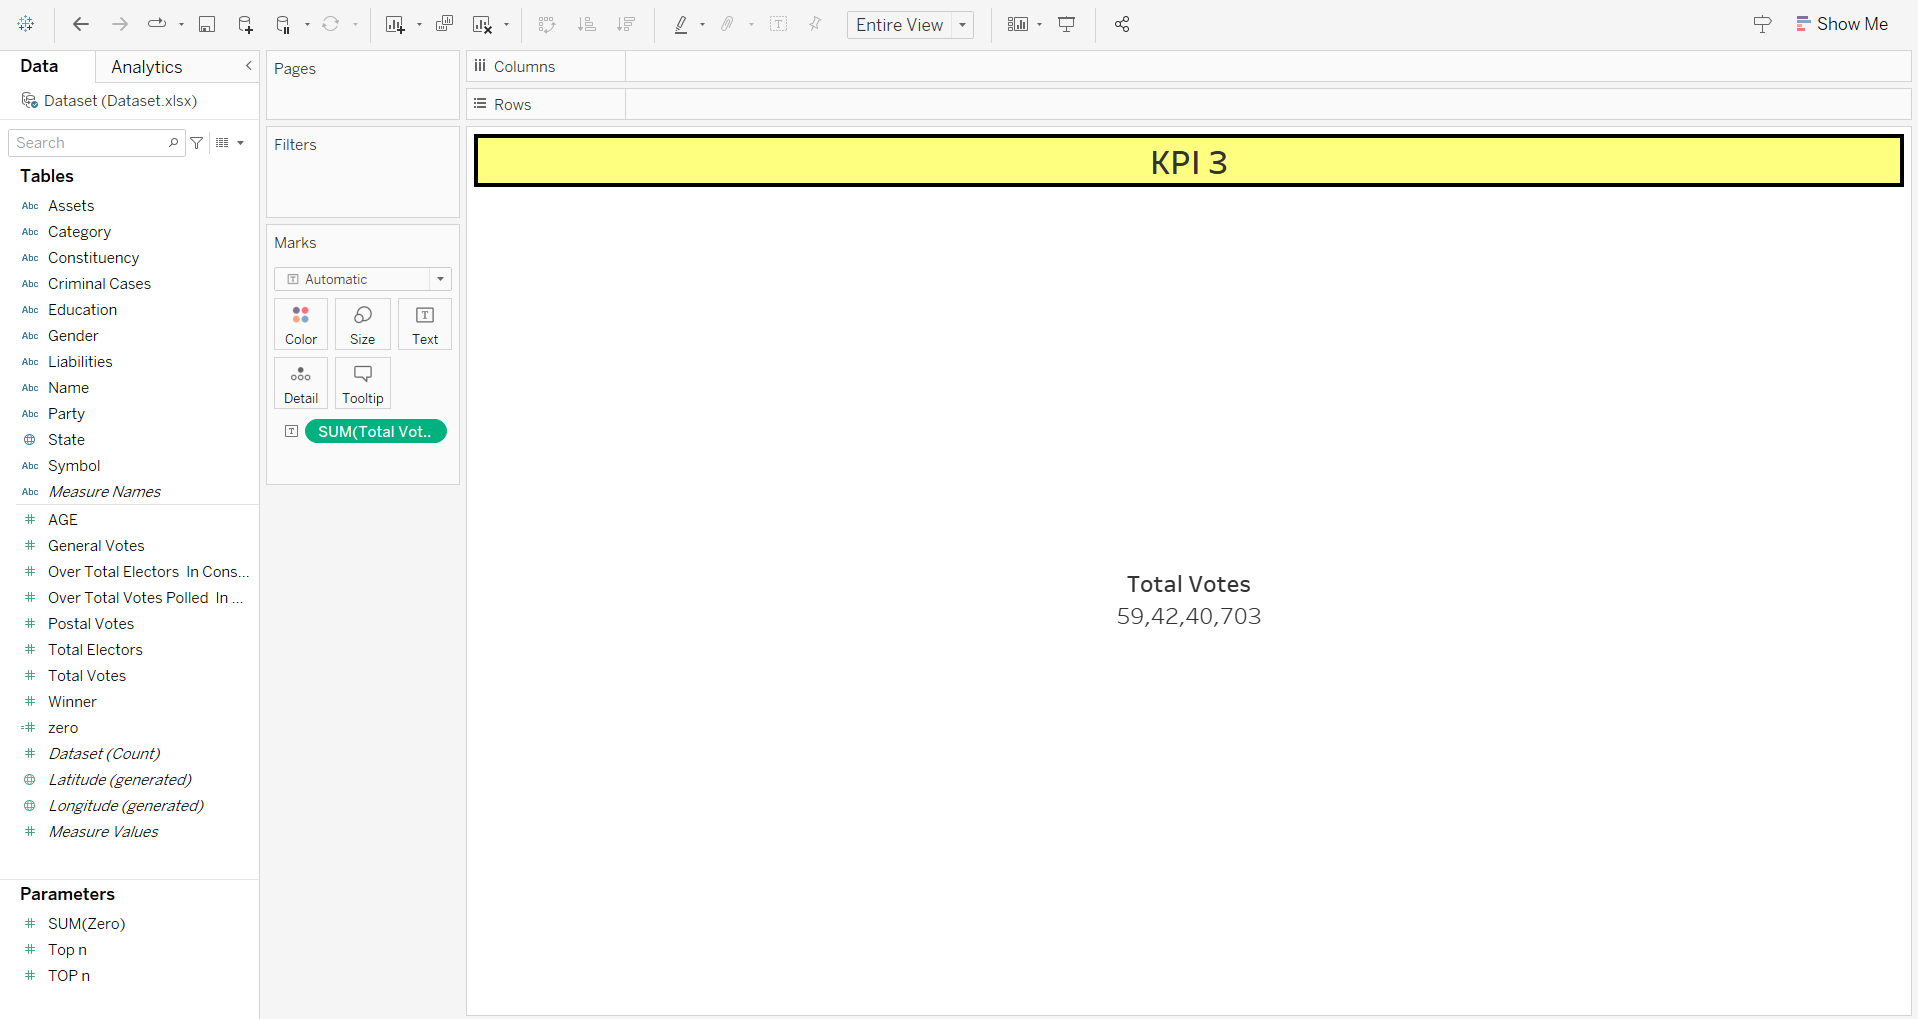 Entire View
Show Me
Data
Analytics
Dataset (Dataset.xlsx)
Search
Tables
Abc Assets
Abc Category
Abc Constituency
Abc Criminal Cases
Abc Education
Abc Gender
Abc Liabilities
Abc Name
Abc Party
State
Abc Symbol
Abc Measure Names
# AGE
# General Votes
# Over Total Electors In Cons...
# Over Total Votes Polled In ...
# Postal Votes
# Total Electors
# Total Votes
# Winner
=# zero
# Dataset (Count)
Latitude (generated)
Longitude (generated)
# Measure Values
Parameters
# SUM(Zero)
# Top n
# TOP n
Pages
Filters
Marks
T Automatic
Color
Size
T Text
Detail
Tooltip
T SUM(Total Vot..
Columns
Rows
KPI 3
Total Votes
59,42,40,703